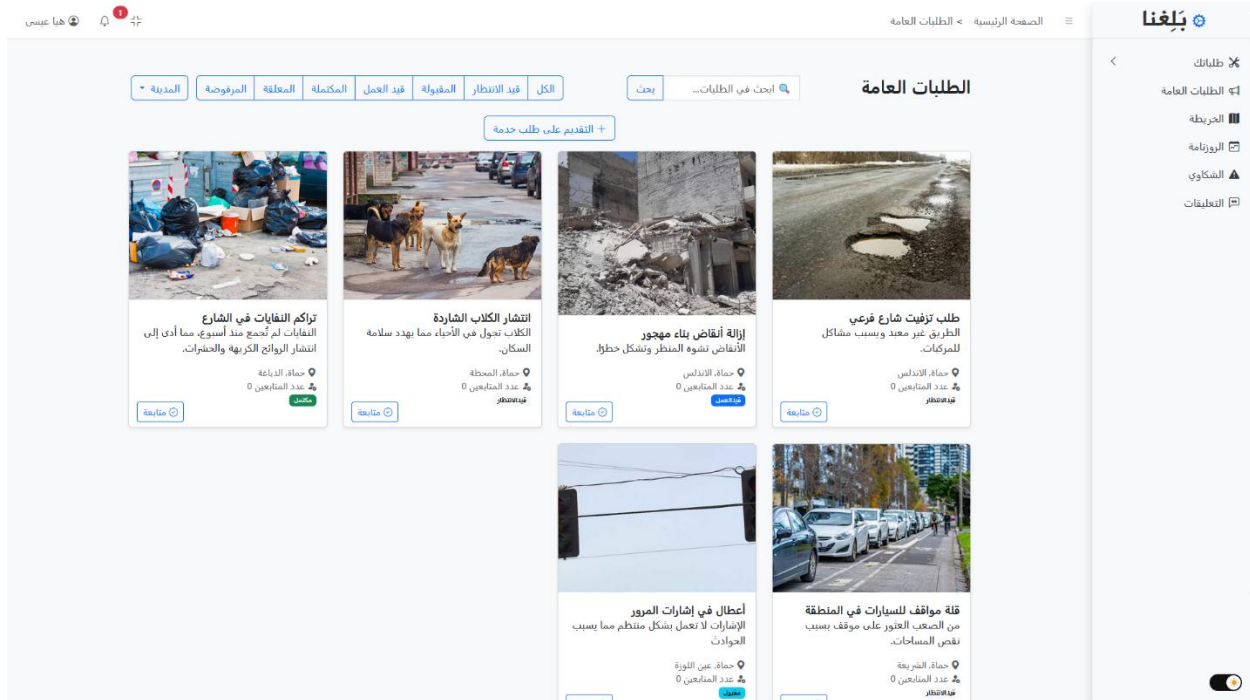 بَلِغنا
الصفحة الرئيسية > الطلبات العامة
1
هيا عيسى
طلباتك
الطلبات العامة
الخريطة
الروزنامة
الشكاوي
التعليقات
الطلبات العامة
ابحث في الطلبات...
بحث
الكل
قيد الانتظار
المقبولة
قيد العمل
المكتملة
المعلقة
المرفوضة
المدينة
+ التقديم على طلب خدمة
طلب تزفيت شارع فرعي
الطريق غير معبد ويسبب مشاكل
للمركبات.
حماة، الاندلس
عدد المتابعين 0
قيد الانتظار
متابعة
إزالة أنقاض بناء مهجور
الأنقاض تشوه المنظر وتشكل خطرًا.
حماة، الاندلس
عدد المتابعين 0
قيد العمل
متابعة
انتشار الكلاب الشاردة
الكلاب تجول في الأحياء مما يهدد سلامة
السكان.
حماة، المحطة
عدد المتابعين 0
قيد الانتظار
متابعة
تراكم النفايات في الشارع
النفايات لم تُجمع منذ أسبوع، مما أدى إلى
انتشار الروائح الكريهة والحشرات.
حماة، الدباغة
عدد المتابعين 0
مكتمل
متابعة
قلة مواقف للسيارات في المنطقة
من الصعب العثور على موقف بسبب
نقص المساحات.
حماة، الشريعة
عدد المتابعين 0
قيد الانتظار
أعطال في إشارات المرور
الإشارات لا تعمل بشكل منتظم مما يسبب
الحوادث
حماة، عين اللوزة
عدد المتابعين 0
مقبول